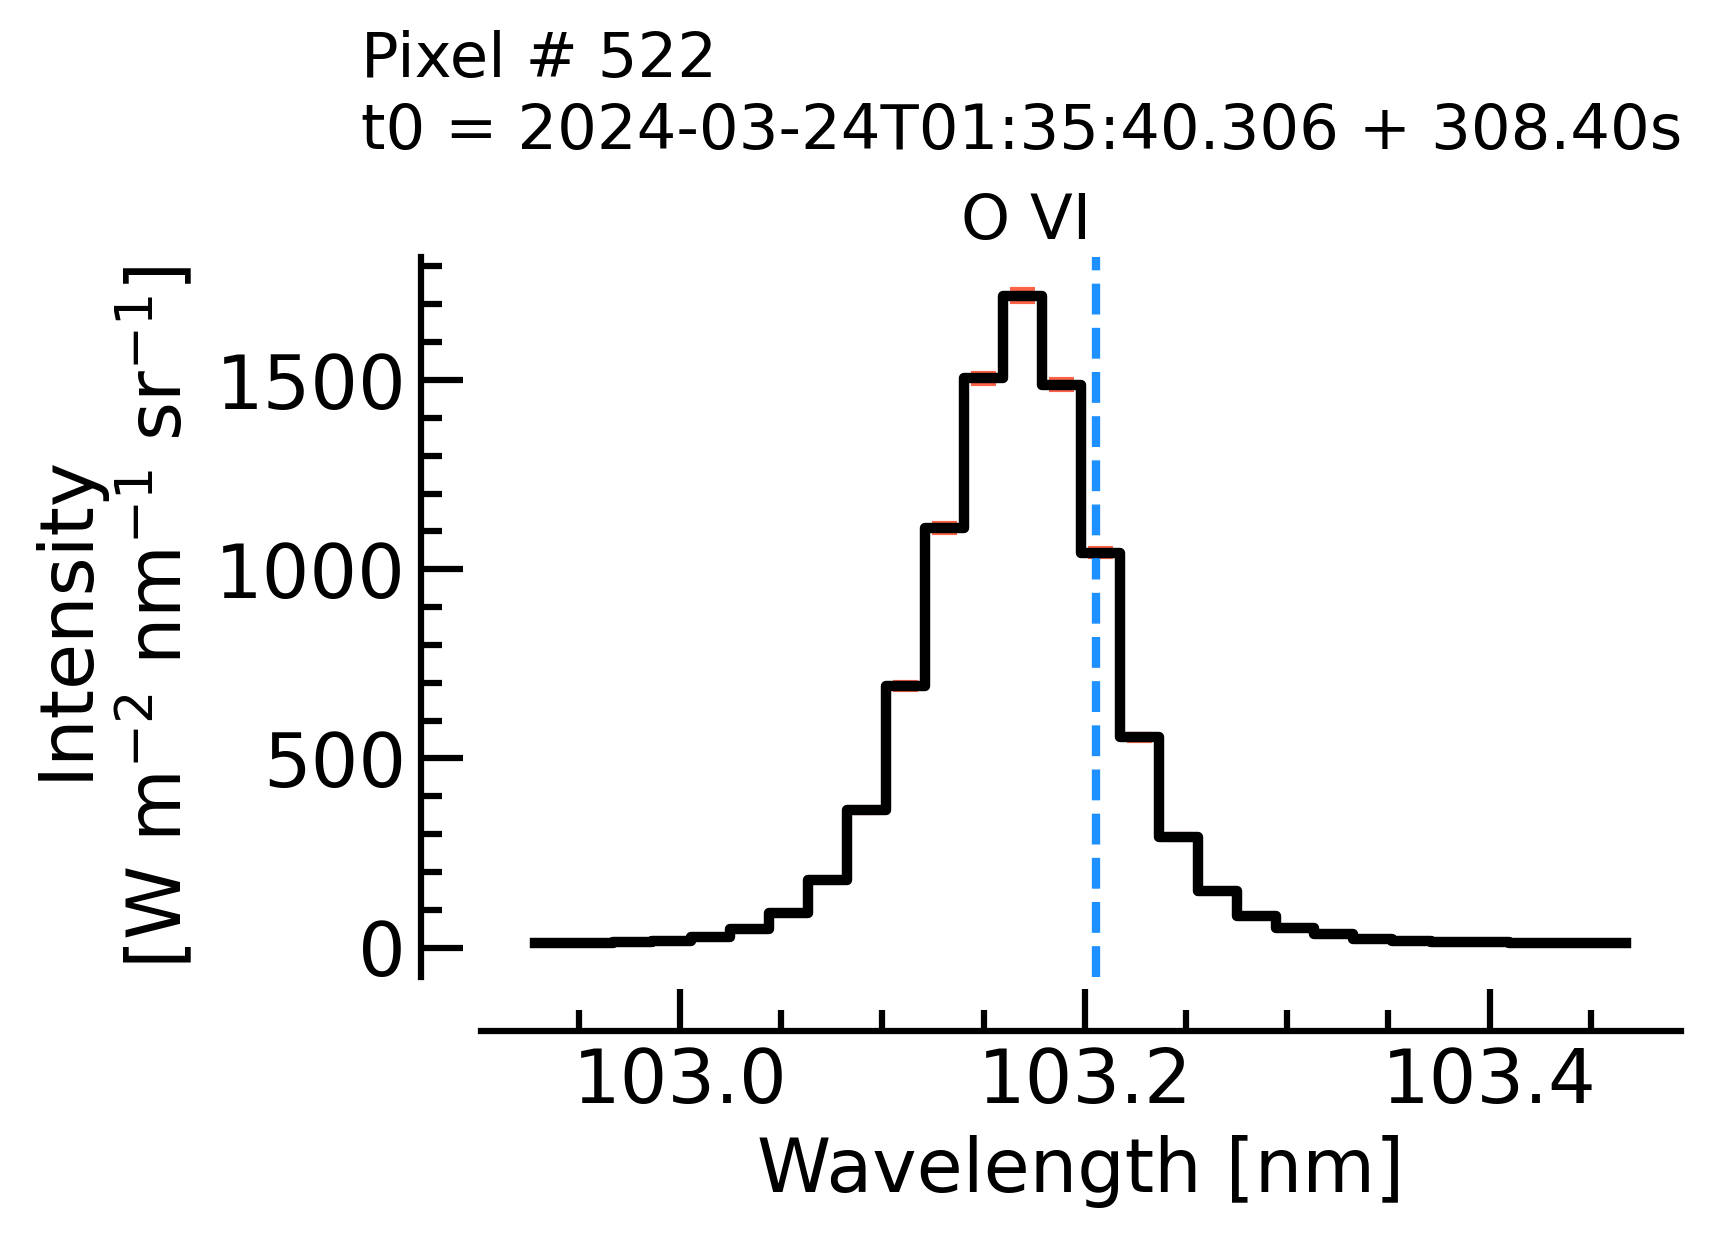 Pixel # 522
t0 = 2024-03-24T01:35:40.306 + 308.40s
O VI
Intensity
[W m⁻² nm⁻¹ sr⁻¹]
1500
1000
500
0
103.0 103.2 103.4
Wavelength [nm]